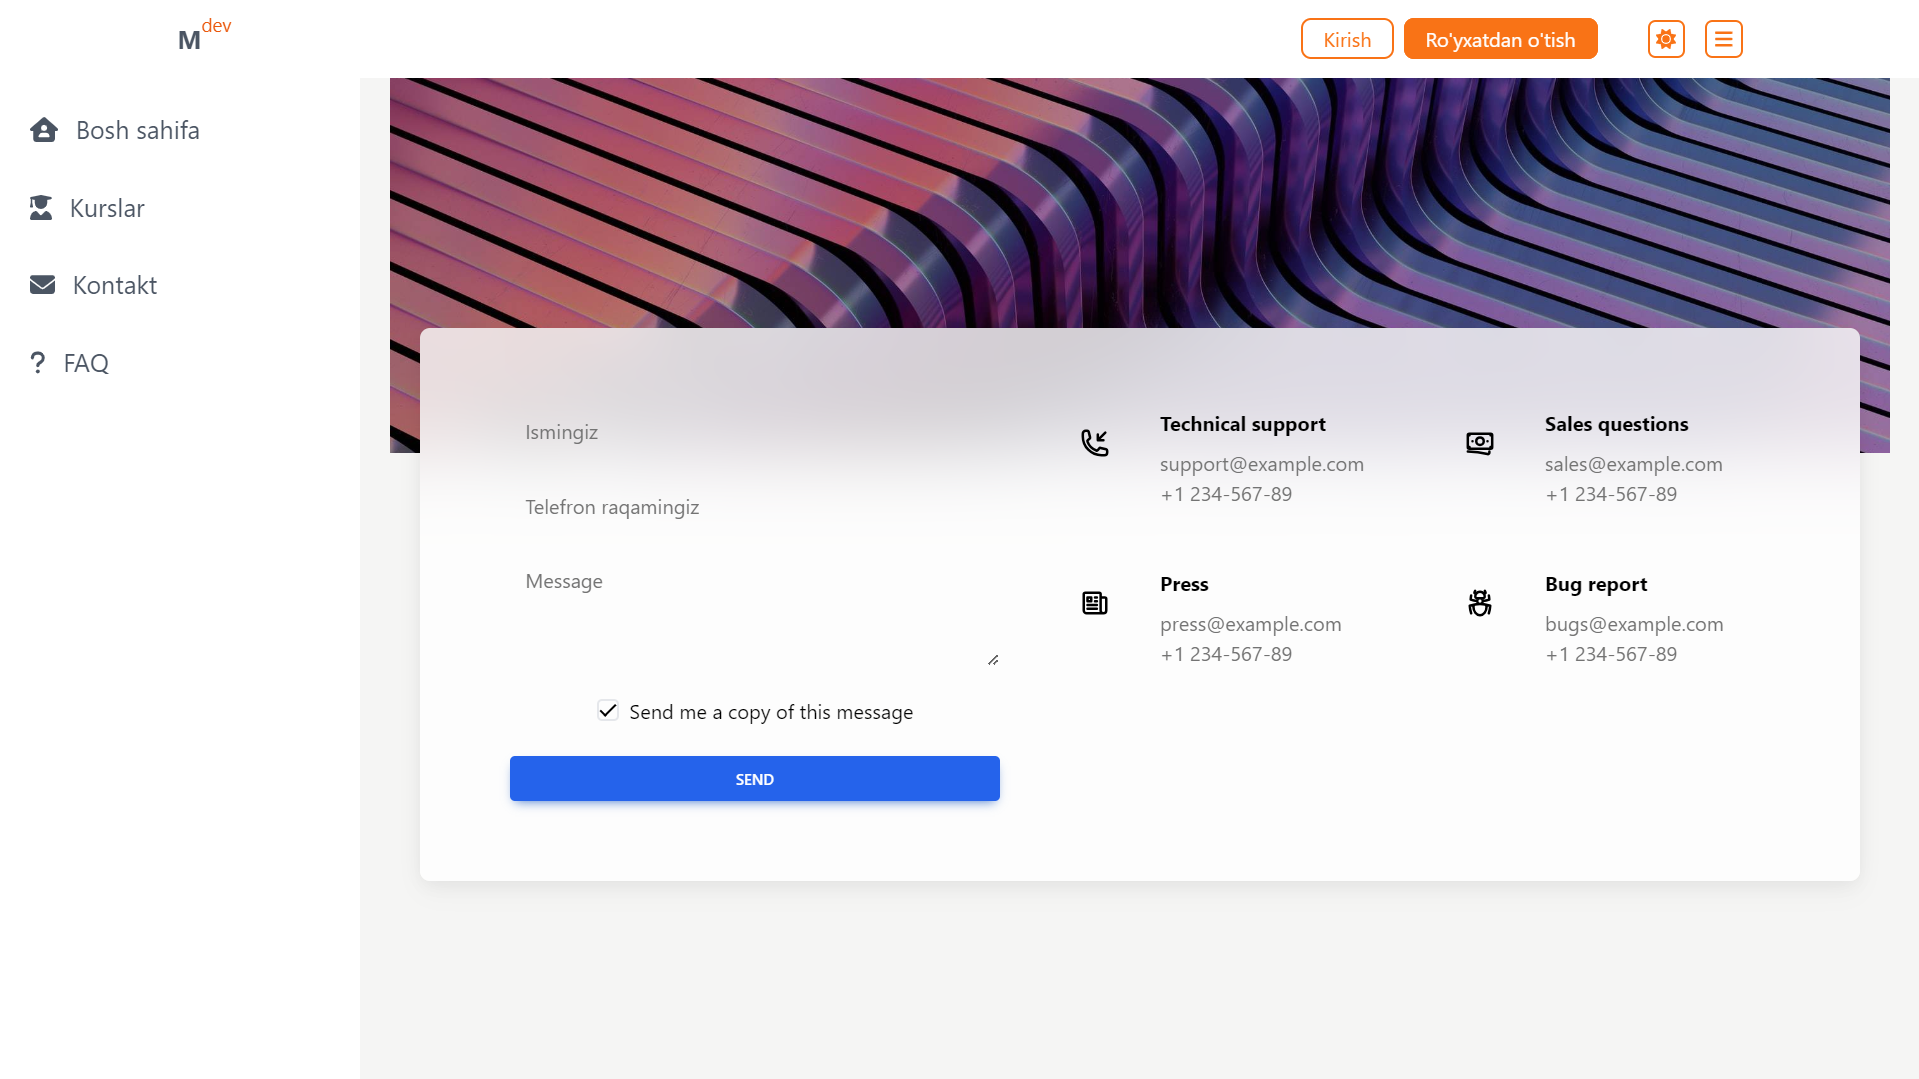 M dev
Kirish
Ro'yxatdan o'tish
Bosh sahifa
Kurslar
Kontakt
FAQ
Ismingiz
Telefron raqamingiz
Message
Send me a copy of this message
SEND
Technical support
support@example.com
+1 234-567-89
Sales questions
sales@example.com
+1 234-567-89
Press
press@example.com
+1 234-567-89
Bug report
bugs@example.com
+1 234-567-89